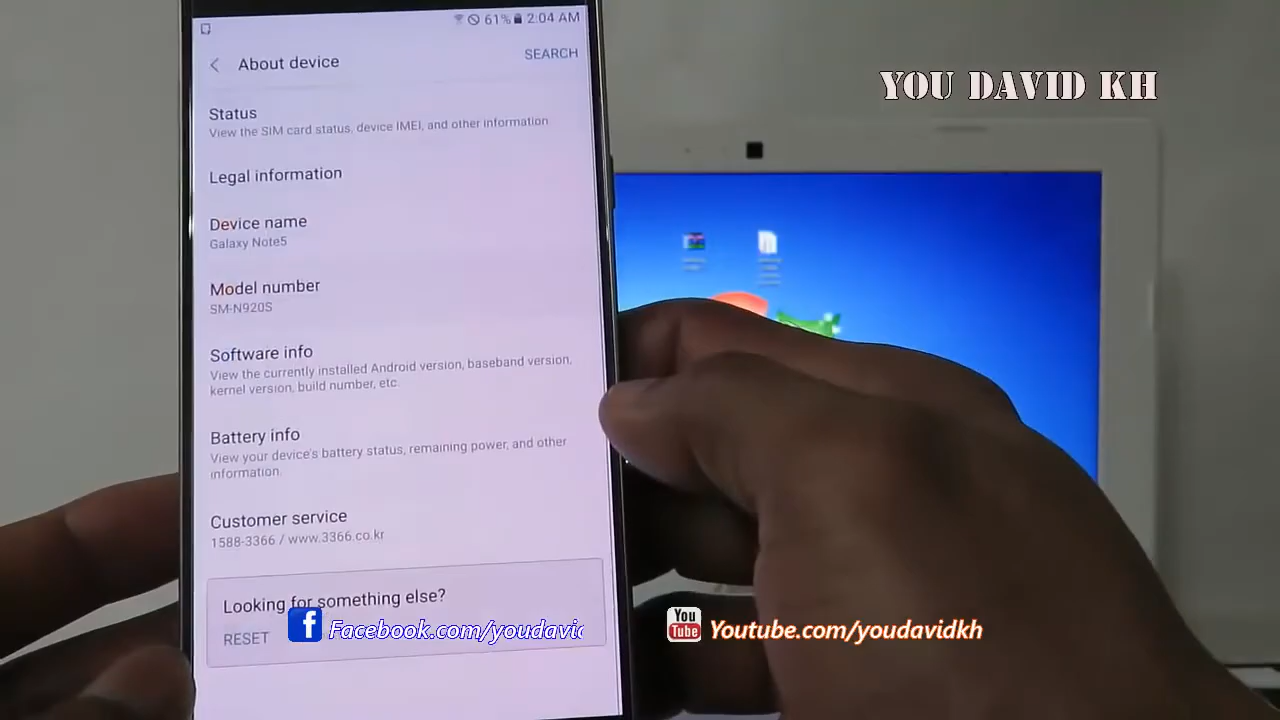 61% 2:04 AM
About device
SEARCH
Status
View the SIM card status, device IMEI, and other information
Legal information
Device name
Galaxy Note5
Model number
SM-N920S
Software info
View the currently installed Android version, baseband version,
kernel version, build number, etc.
Battery info
View your device's battery status, remaining power, and other
information.
Customer service
1588-3366 / www.3366.co.kr
Looking for something else?
RESET
YOU DAVID KH
f Facebook.com/youdavid
You Tube Youtube.com/youdavidkh